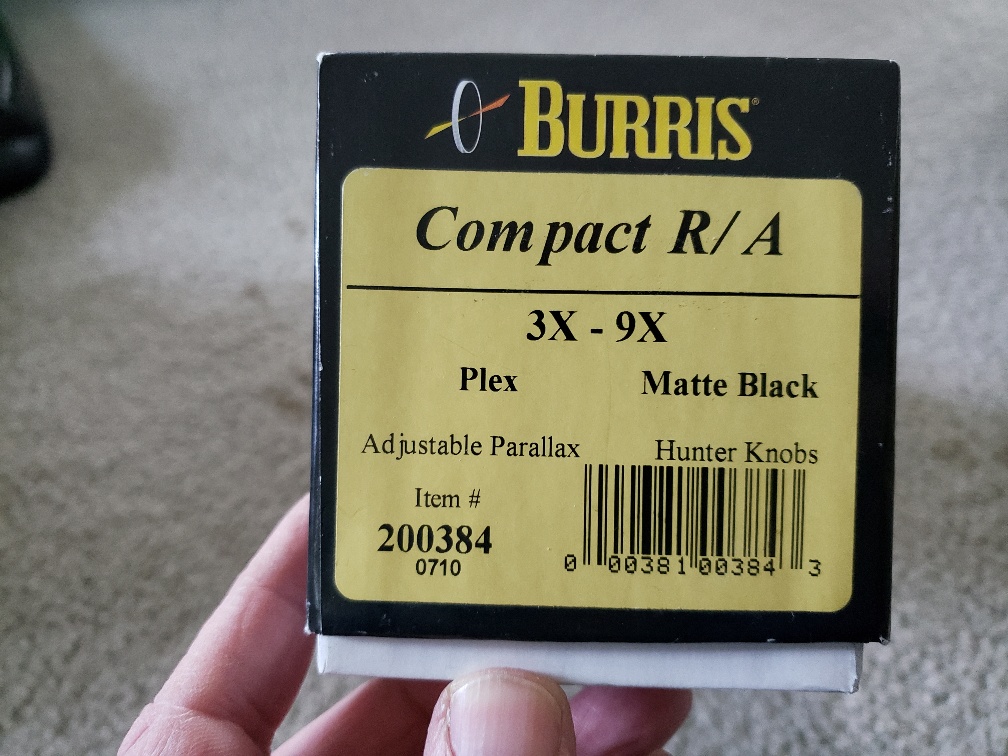 BURRIS®
Compact R/A
3X - 9X
Plex Matte Black
Adjustable Parallax Hunter Knobs
Item #
200384
0710
0 00381 00384 3